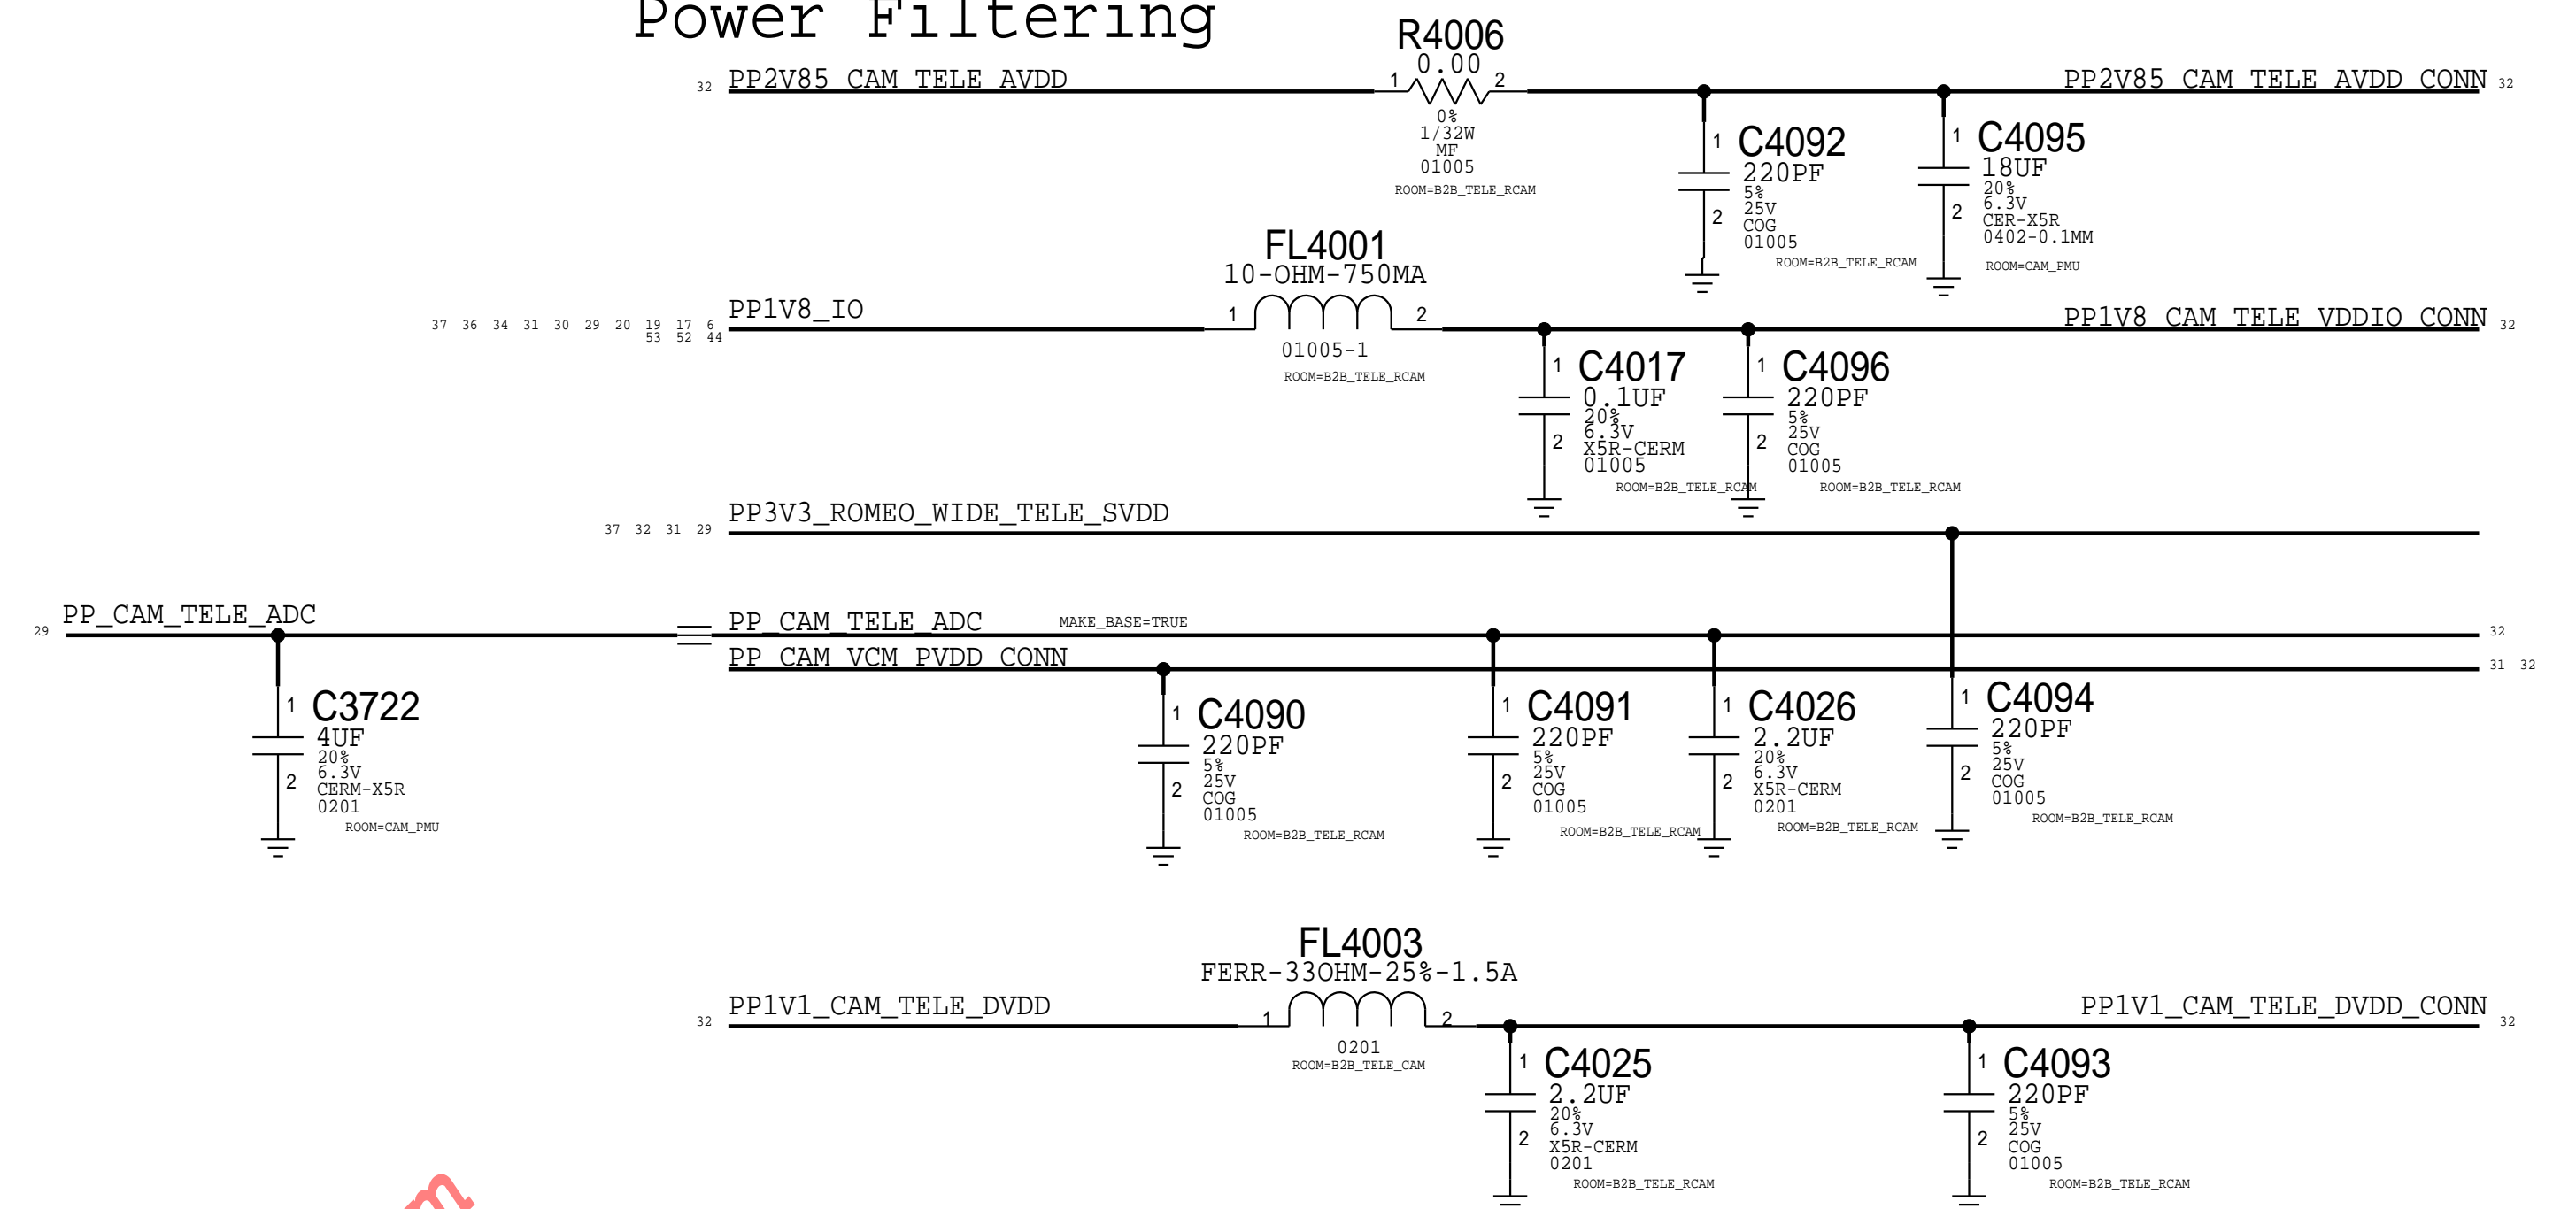 Power Filtering
R4006
0.00
32 PP2V85_CAM_TELE_AVDD 1 2 PP2V85_CAM_TELE_AVDD_CONN 32
0%
1/32W
MF
01005
ROOM=B2B_TELE_RCAM
1 C4092
220PF
5%
25V
2
COG
01005
ROOM=B2B_TELE_RCAM
1 C4095
18UF
20%
6.3V
2
CER-X5R
0402-0.1MM
ROOM=CAM_PMU
FL4001
10-OHM-750MA
PP1V8_IO 1 2 PP1V8_CAM_TELE_VDDIO_CONN 32
37 36 34 31 30 29 20 19 17 6
53 52 44
01005-1
ROOM=B2B_TELE_RCAM
1 C4017
0.1UF
20%
6.3V
2
X5R-CERM
01005
ROOM=B2B_TELE_RCAM
1 C4096
220PF
5%
25V
2
COG
01005
ROOM=B2B_TELE_RCAM
37 32 31 29 PP3V3_ROMEO_WIDE_TELE_SVDD
29 PP_CAM_TELE_ADC
PP_CAM_TELE_ADC MAKE_BASE=TRUE 32
PP_CAM_VCM_PVDD_CONN 31 32
1 C3722
4UF
20%
6.3V
2
CERM-X5R
0201
ROOM=CAM_PMU
1 C4090
220PF
5%
25V
2
COG
01005
ROOM=B2B_TELE_RCAM
1 C4091
220PF
5%
25V
2
COG
01005
ROOM=B2B_TELE_RCAM
1 C4026
2.2UF
20%
6.3V
2
X5R-CERM
0201
ROOM=B2B_TELE_RCAM
1 C4094
220PF
5%
25V
2
COG
01005
ROOM=B2B_TELE_RCAM
FL4003
FERR-33OHM-25%-1.5A
32 PP1V1_CAM_TELE_DVDD 1 2 PP1V1_CAM_TELE_DVDD_CONN 32
0201
ROOM=B2B_TELE_CAM
1 C4025
2.2UF
20%
6.3V
2
X5R-CERM
0201
ROOM=B2B_TELE_RCAM
1 C4093
220PF
5%
25V
2
COG
01005
ROOM=B2B_TELE_RCAM